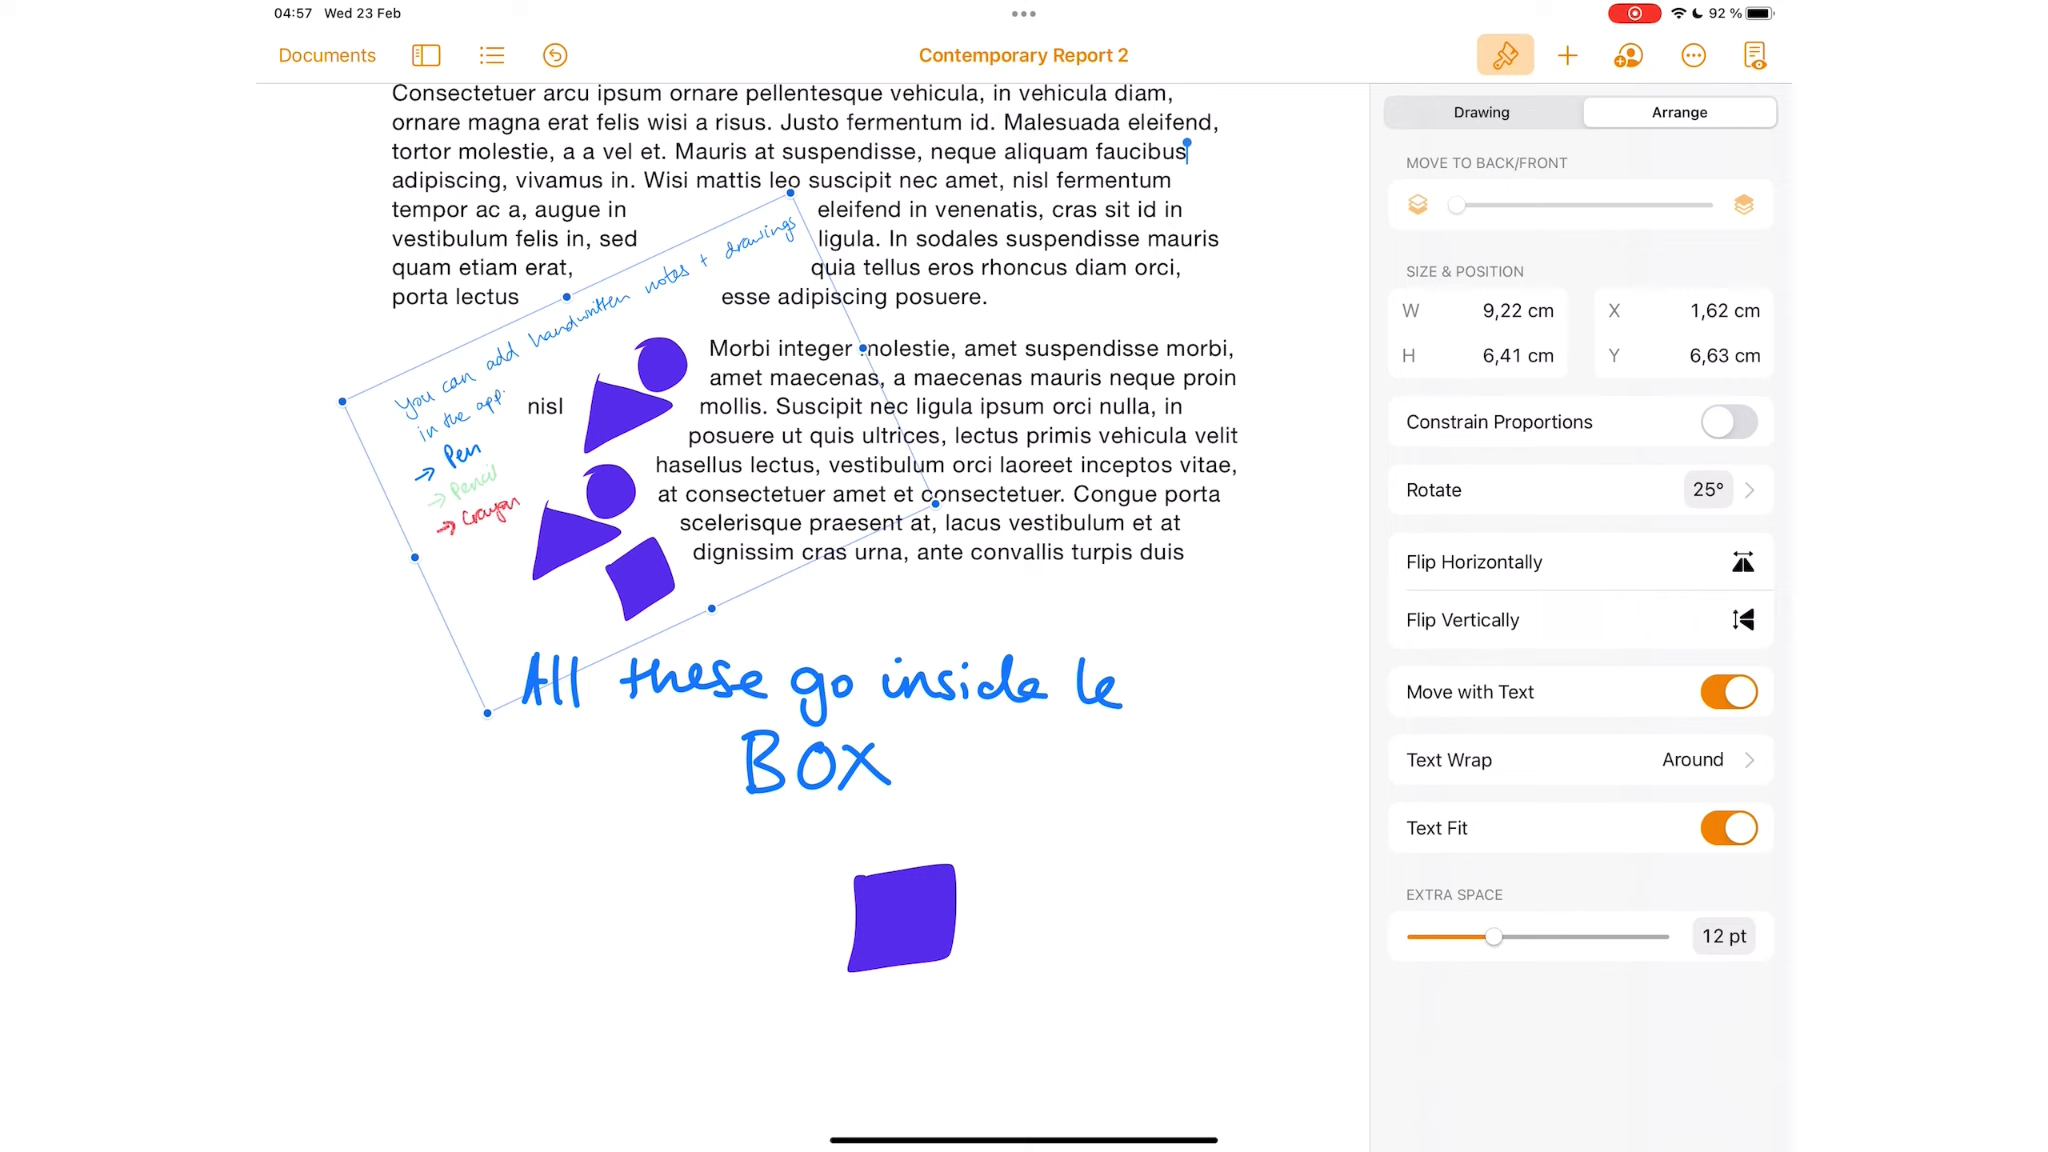 04:57 Wed 23 Feb
92 %
Documents
Contemporary Report 2
Consectetuer arcu ipsum ornare pellentesque vehicula, in vehicula diam,
ornare magna erat felis wisi a risus. Justo fermentum id. Malesuada eleifend,
tortor molestie, a a vel et. Mauris at suspendisse, neque aliquam faucibus
adipiscing, vivamus in. Wisi mattis leo suscipit nec amet, nisl fermentum
tempor ac a, augue in eleifend in venenatis, cras sit id in
vestibulum felis in, sed ligula. In sodales suspendisse mauris
quam etiam erat, quia tellus eros rhoncus diam orci,
porta lectus esse adipiscing posuere.
You can add handwritten notes + drawings
in the app.
→ Pen
→ Pencil
→ Crayon
Morbi integer molestie, amet suspendisse morbi,
amet maecenas, a maecenas mauris neque proin
nisl mollis. Suscipit nec ligula ipsum orci nulla, in
posuere ut quis ultrices, lectus primis vehicula velit
hasellus lectus, vestibulum orci laoreet inceptos vitae,
at consectetuer amet et consectetuer. Congue porta
scelerisque praesent at, lacus vestibulum et at
dignissim cras urna, ante convallis turpis duis
All these go inside le
BOX
Drawing Arrange
MOVE TO BACK/FRONT
SIZE & POSITION
W 9,22 cm X 1,62 cm
H 6,41 cm Y 6,63 cm
Constrain Proportions
Rotate 25°
Flip Horizontally
Flip Vertically
Move with Text
Text Wrap Around
Text Fit
EXTRA SPACE
12 pt